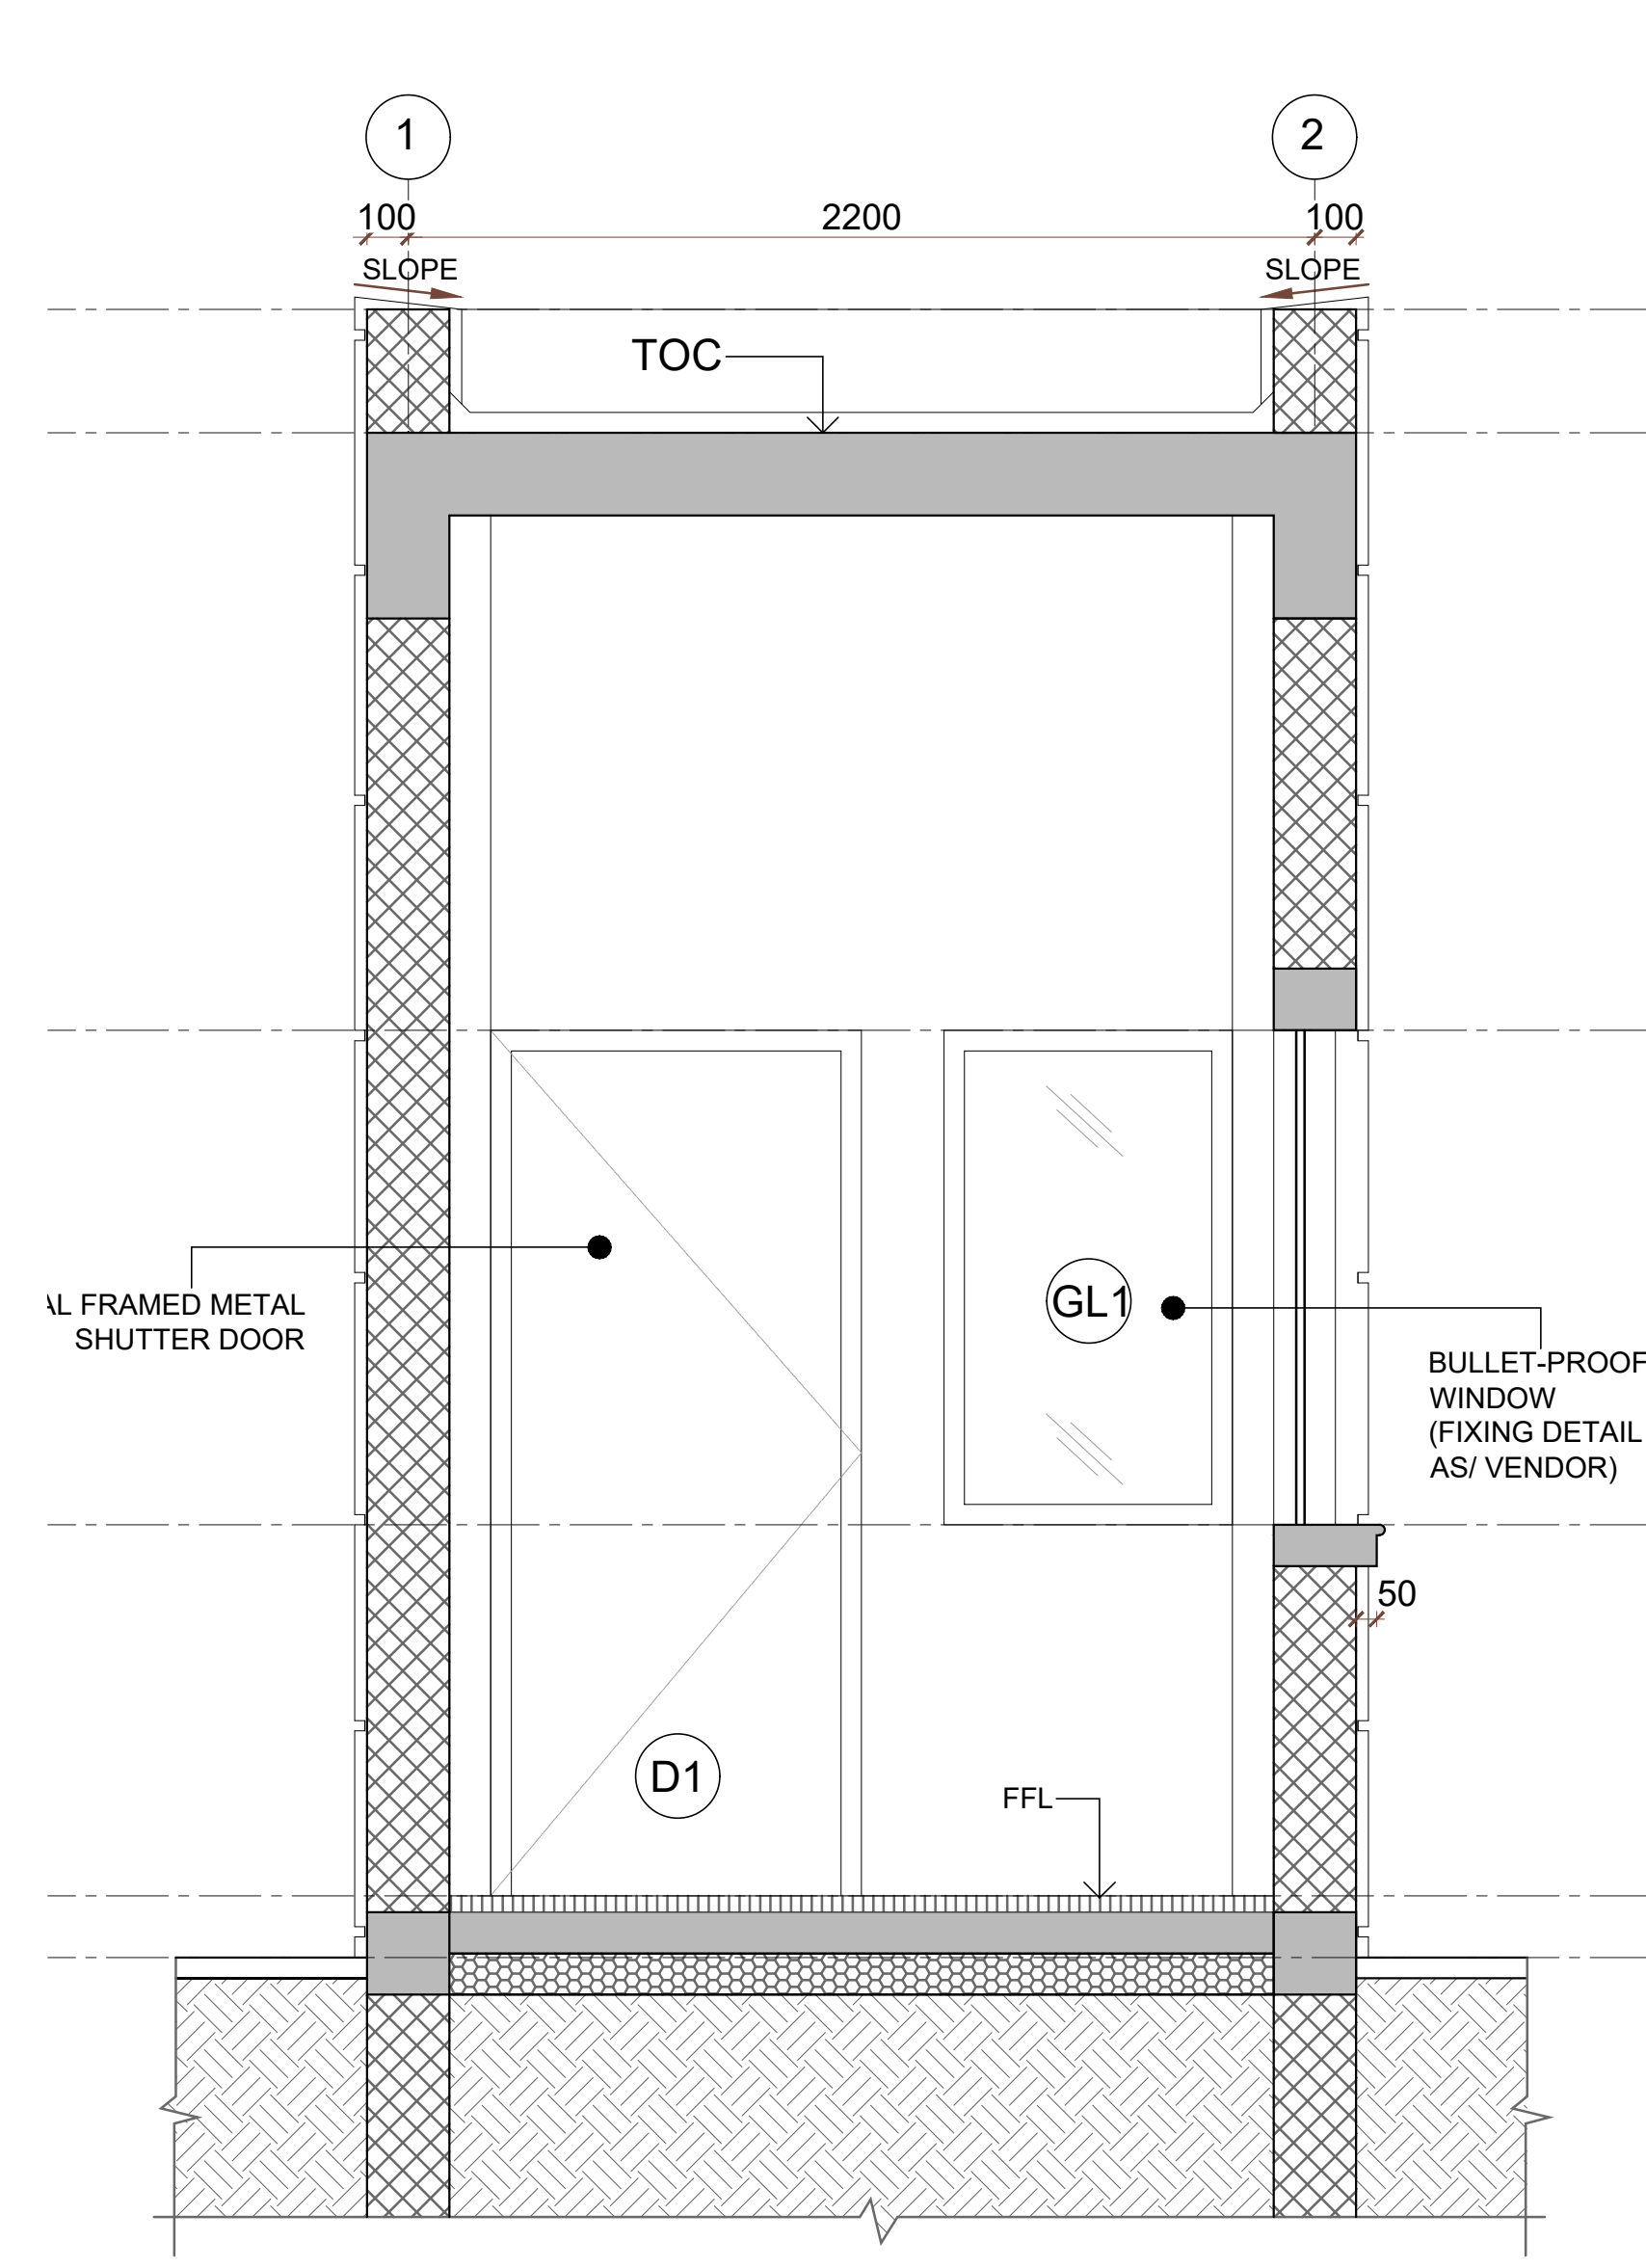 1
2
100
2200
100
SLOPE
SLOPE
TOC
GL1
FRAMED METAL
SHUTTER DOOR
BULLET-PROOF
WINDOW
(FIXING DETAIL
AS/ VENDOR)
50
D1
FFL